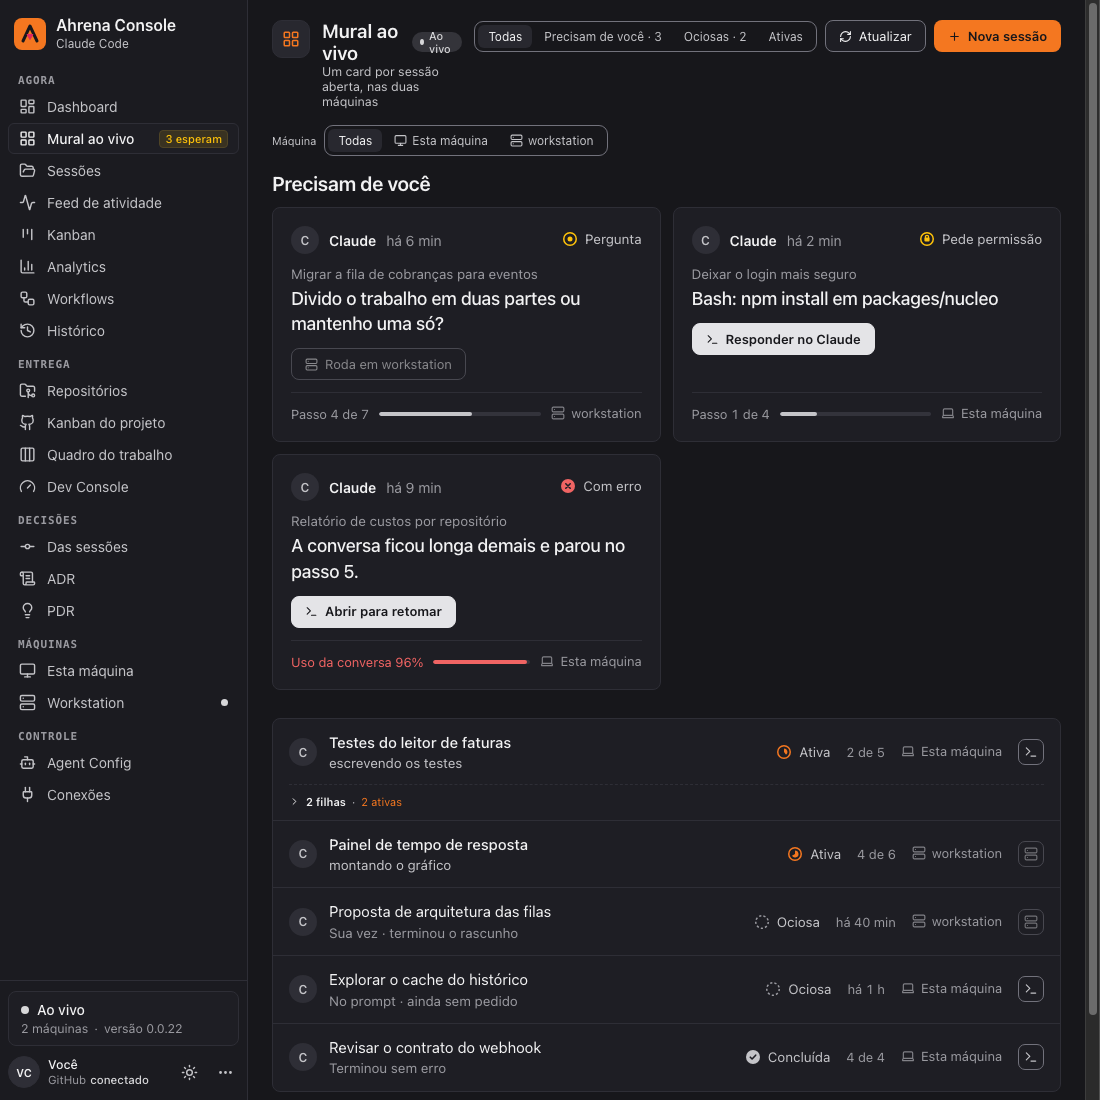 Ahrena Console
Claude Code
AGORA
Dashboard
Mural ao vivo
3 esperam
Sessões
Feed de atividade
Kanban
Analytics
Workflows
Histórico
ENTREGA
Repositórios
Kanban do projeto
Quadro do trabalho
Dev Console
DECISÕES
Das sessões
ADR
PDR
MÁQUINAS
Esta máquina
Workstation
CONTROLE
Agent Config
Conexões
Ao vivo
2 máquinas · versão 0.0.22
VC
Você
GitHub conectado
Mural ao
vivo
Ao
vivo
Um card por sessão
aberta, nas duas
máquinas
Todas
Precisam de você · 3
Ociosas · 2
Ativas
Atualizar
Nova sessão
Máquina
Todas
Esta máquina
workstation
Precisam de você
C
Claude há 6 min
Pergunta
Migrar a fila de cobranças para eventos
Divido o trabalho em duas partes ou
mantenho uma só?
Roda em workstation
Passo 4 de 7
workstation
C
Claude há 2 min
Pede permissão
Deixar o login mais seguro
Bash: npm install em packages/nucleo
Responder no Claude
Passo 1 de 4
Esta máquina
C
Claude há 9 min
Com erro
Relatório de custos por repositório
A conversa ficou longa demais e parou no
passo 5.
Abrir para retomar
Uso da conversa 96%
Esta máquina
C
Testes do leitor de faturas
escrevendo os testes
Ativa
2 de 5
Esta máquina
2 filhas · 2 ativas
C
Painel de tempo de resposta
montando o gráfico
Ativa
4 de 6
workstation
C
Proposta de arquitetura das filas
Sua vez · terminou o rascunho
Ociosa
há 40 min
workstation
C
Explorar o cache do histórico
No prompt · ainda sem pedido
Ociosa
há 1 h
Esta máquina
C
Revisar o contrato do webhook
Terminou sem erro
Concluída
4 de 4
Esta máquina